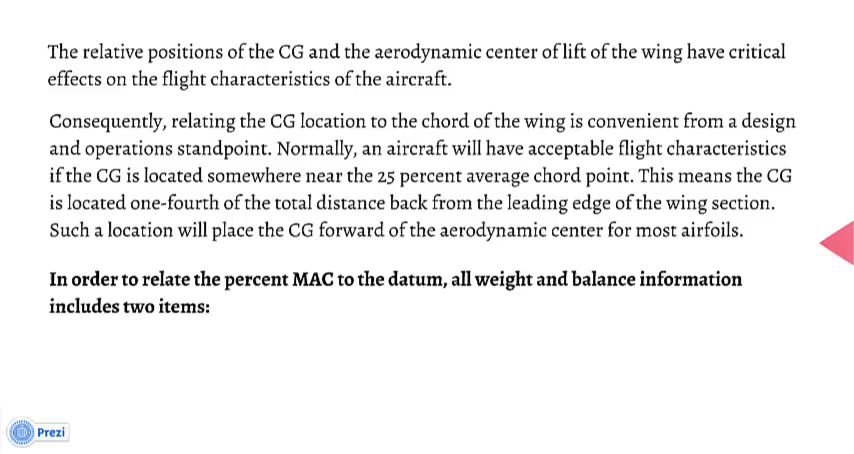 The relative positions of the CG and the aerodynamic center of lift of the wing have critical
effects on the flight characteristics of the aircraft.
Consequently, relating the CG location to the chord of the wing is convenient from a design
and operations standpoint. Normally, an aircraft will have acceptable flight characteristics
if the CG is located somewhere near the 25 percent average chord point. This means the CG
is located one-fourth of the total distance back from the leading edge of the wing section.
Such a location will place the CG forward of the aerodynamic center for most airfoils.
In order to relate the percent MAC to the datum, all weight and balance information
includes two items:
Prezi